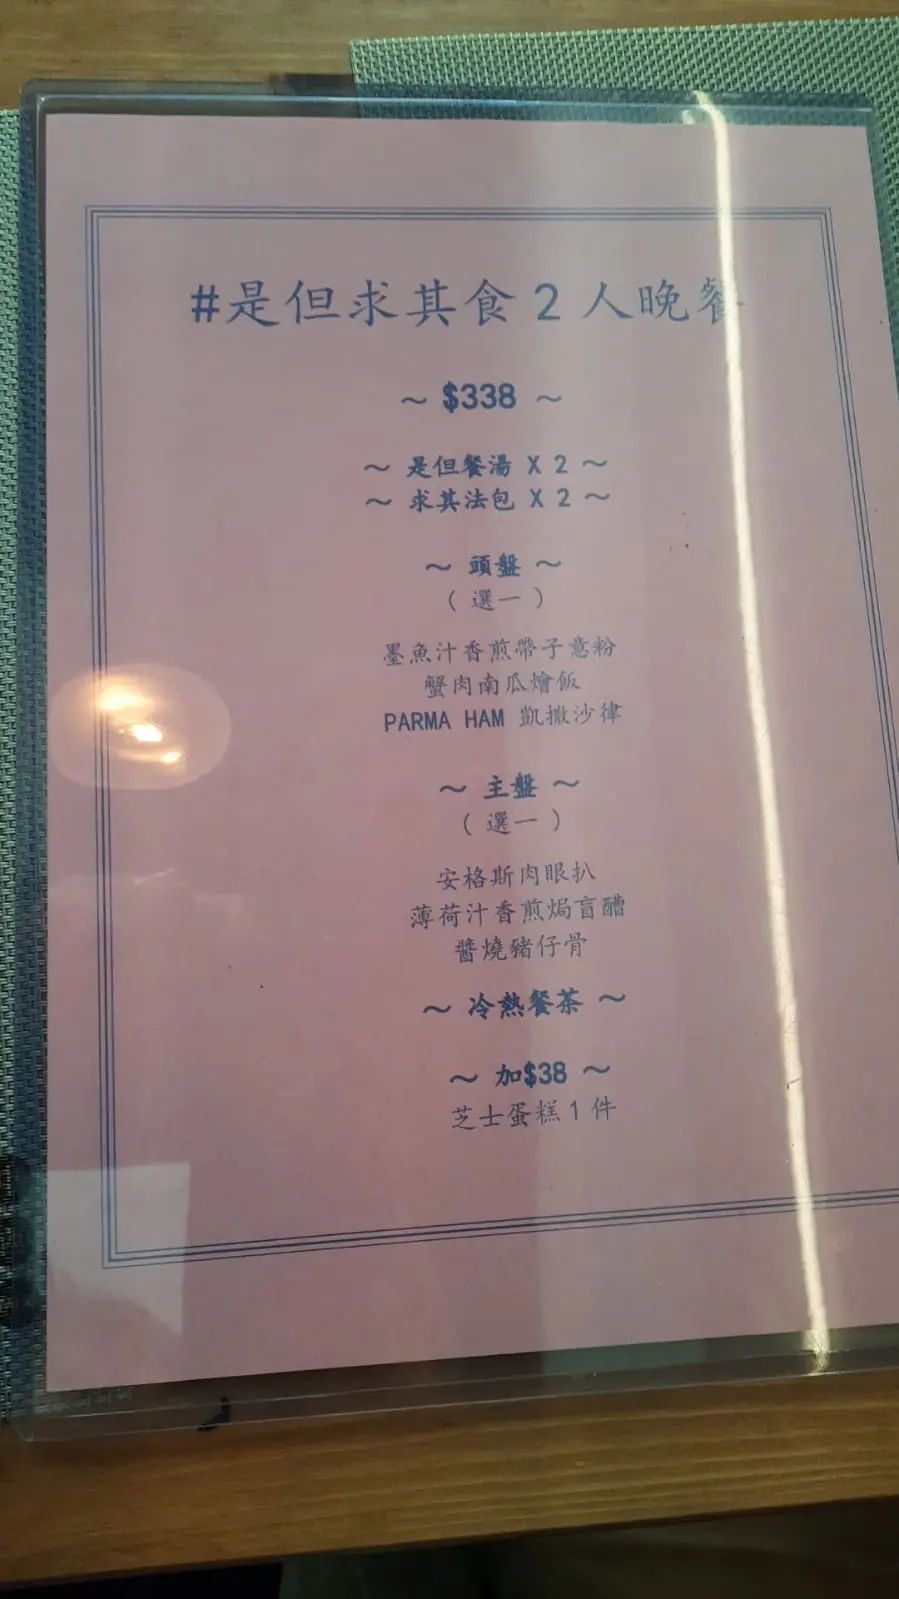 #是但求其食2人晚餐
～ $338 ～
～ 是但餐湯 X 2 ～
～ 求其法包 X 2 ～
～ 頭盤 ～
( 選一 )
墨魚汁香煎帶子意粉
蟹肉南瓜燴飯
PARMA HAM 凱撒沙律
～ 主盤 ～
( 選一 )
安格斯肉眼扒
薄荷汁香煎焗盲鰽
醬燒豬仔骨
～ 冷熱餐茶 ～
～ 加$38 ～
芝士蛋糕1件